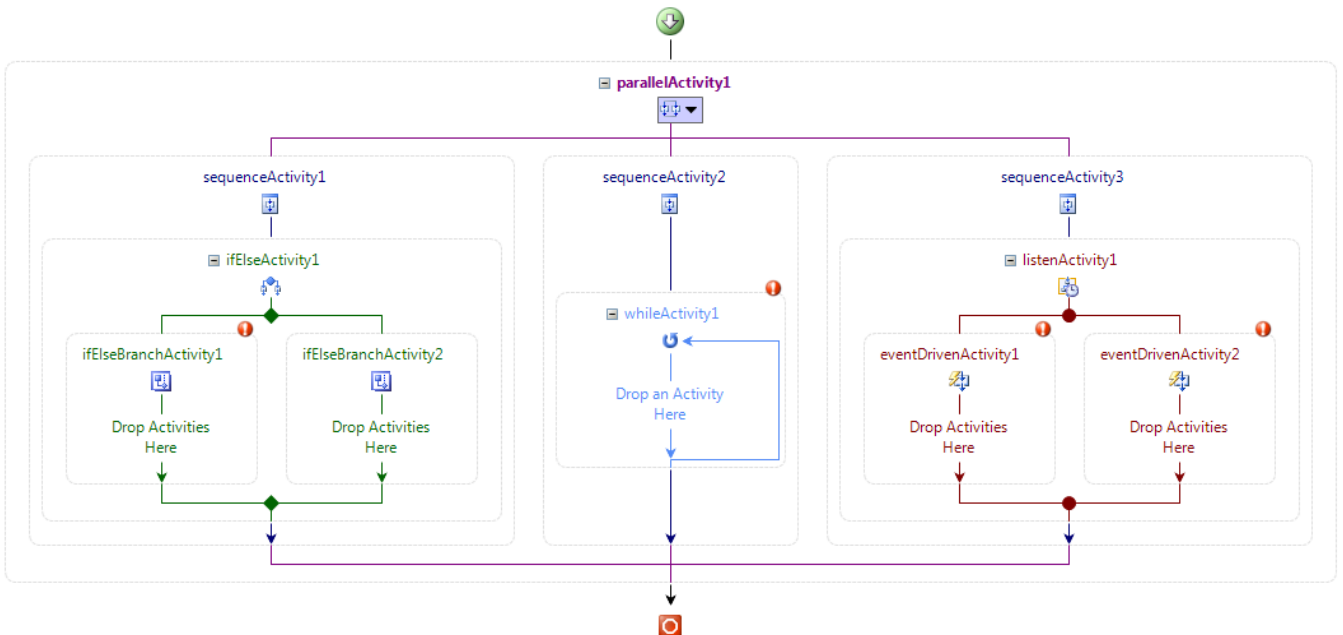 parallelActivity1
sequenceActivity1
sequenceActivity2
sequenceActivity3
ifElseActivity1
listenActivity1
whileActivity1
ifElseBranchActivity1
ifElseBranchActivity2
eventDrivenActivity1
eventDrivenActivity2
Drop an Activity
Here
Drop Activities
Here
Drop Activities
Here
Drop Activities
Here
Drop Activities
Here